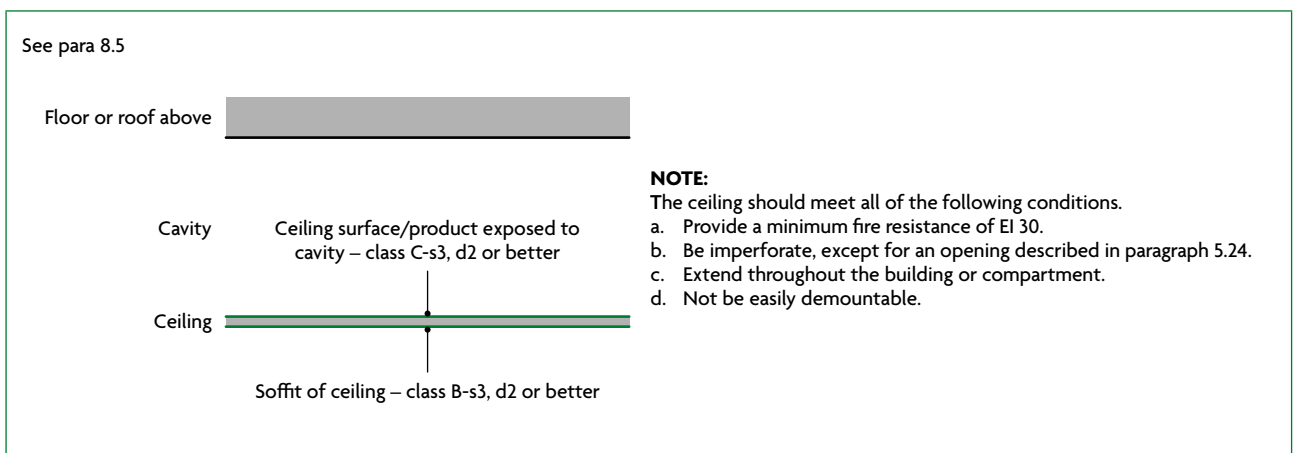 See para 8.5
Floor or roof above
Cavity
Ceiling surface/product exposed to
cavity – class C-s3, d2 or better
Ceiling
Soffit of ceiling – class B-s3, d2 or better
NOTE:
The ceiling should meet all of the following conditions.
a. Provide a minimum fire resistance of EI 30.
b. Be imperforate, except for an opening described in paragraph 5.24.
c. Extend throughout the building or compartment.
d. Not be easily demountable.